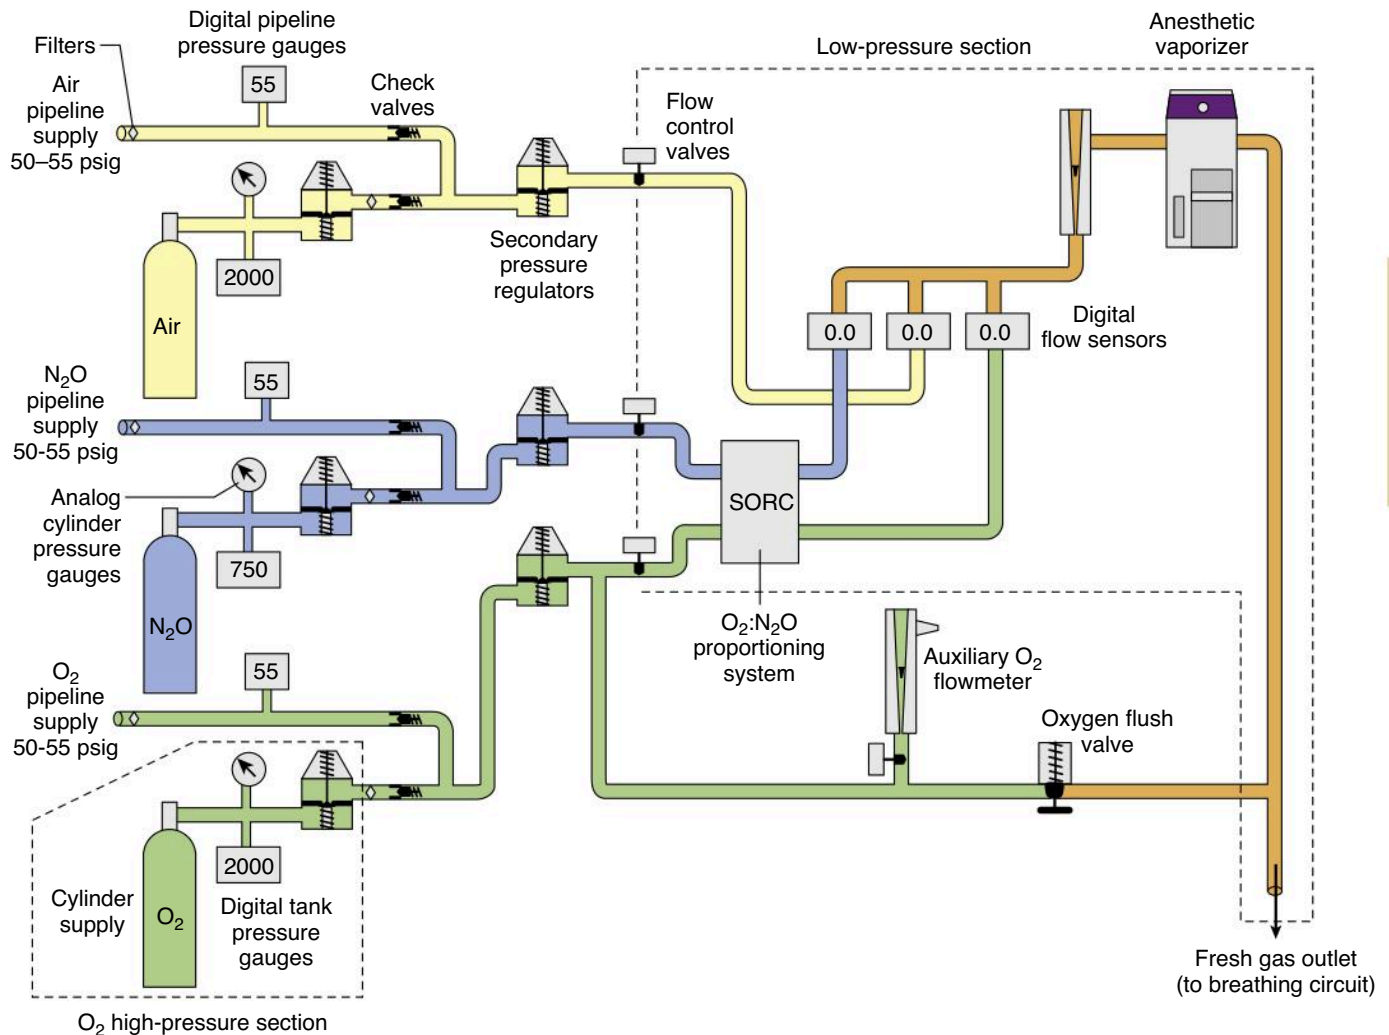 Digital pipeline
pressure gauges
Filters
Air
pipeline
supply
50–55 psig
55
Check
valves
Low-pressure section
Anesthetic
vaporizer
Flow
control
valves
2000
Secondary
pressure
regulators
Air
0.0
0.0
0.0
Digital
flow sensors
N₂O
pipeline
supply
50-55 psig
55
Analog
cylinder
pressure
gauges
750
N₂O
SORC
O₂:N₂O
proportioning
system
Auxiliary O₂
flowmeter
Oxygen flush
valve
O₂
pipeline
supply
50-55 psig
55
2000
Cylinder
supply
O₂
Digital tank
pressure
gauges
O₂ high-pressure section
Fresh gas outlet
(to breathing circuit)